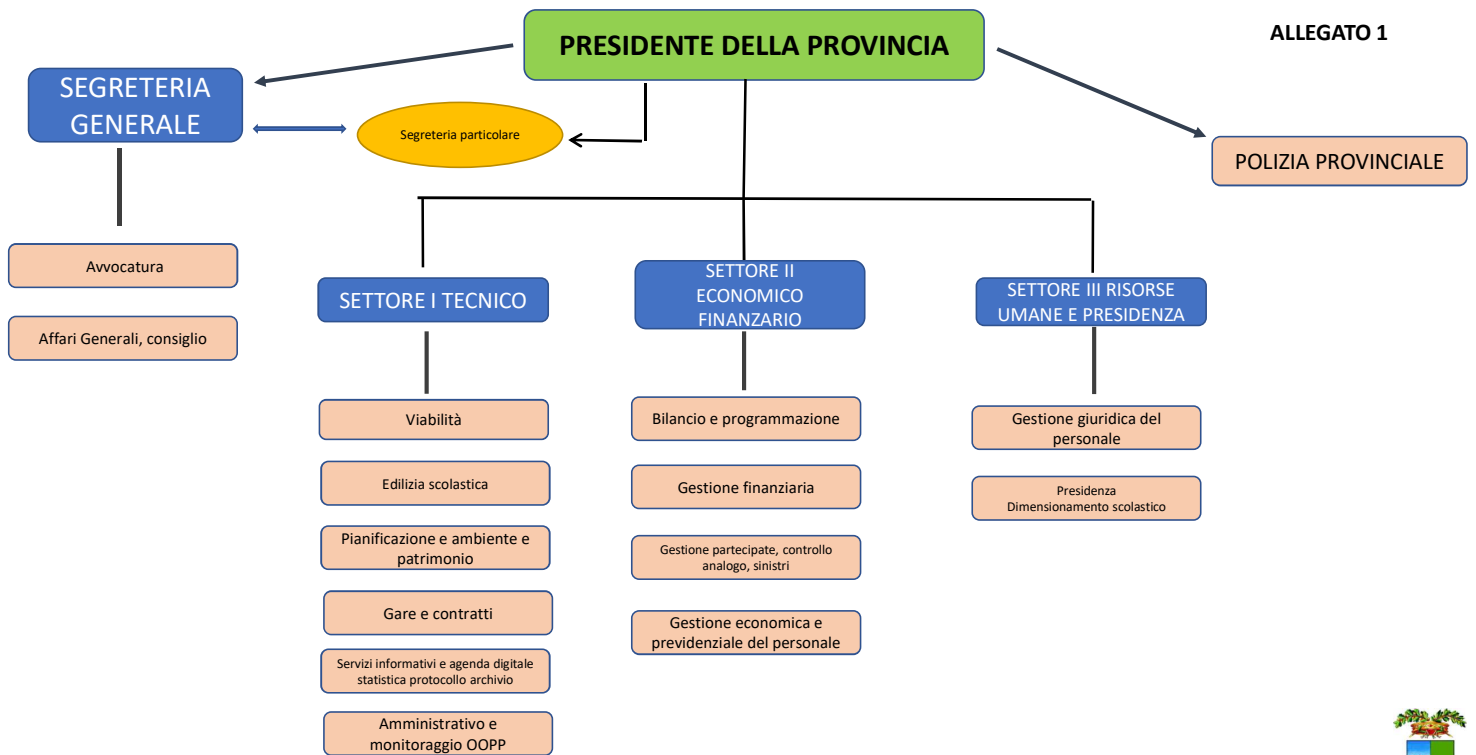 PRESIDENTE DELLA PROVINCIA
ALLEGATO 1
SEGRETERIA
GENERALE
Segreteria particolare
POLIZIA PROVINCIALE
Avvocatura
Affari Generali, consiglio
SETTORE I TECNICO
Viabilità
Edilizia scolastica
Pianificazione e ambiente e
patrimonio
Gare e contratti
Servizi informativi e agenda digitale
statistica protocollo archivio
Amministrativo e
monitoraggio OOPP
SETTORE II
ECONOMICO
FINANZARIO
Bilancio e programmazione
Gestione finanziaria
Gestione partecipate, controllo
analogo, sinistri
Gestione economica e
previdenziale del personale
SETTORE III RISORSE
UMANE E PRESIDENZA
Gestione giuridica del
personale
Presidenza
Dimensionamento scolastico